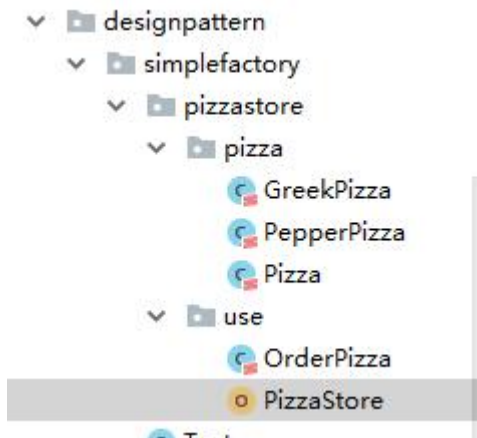 designpattern
simplefactory
pizzastore
pizza
GreekPizza
PepperPizza
Pizza
use
OrderPizza
PizzaStore